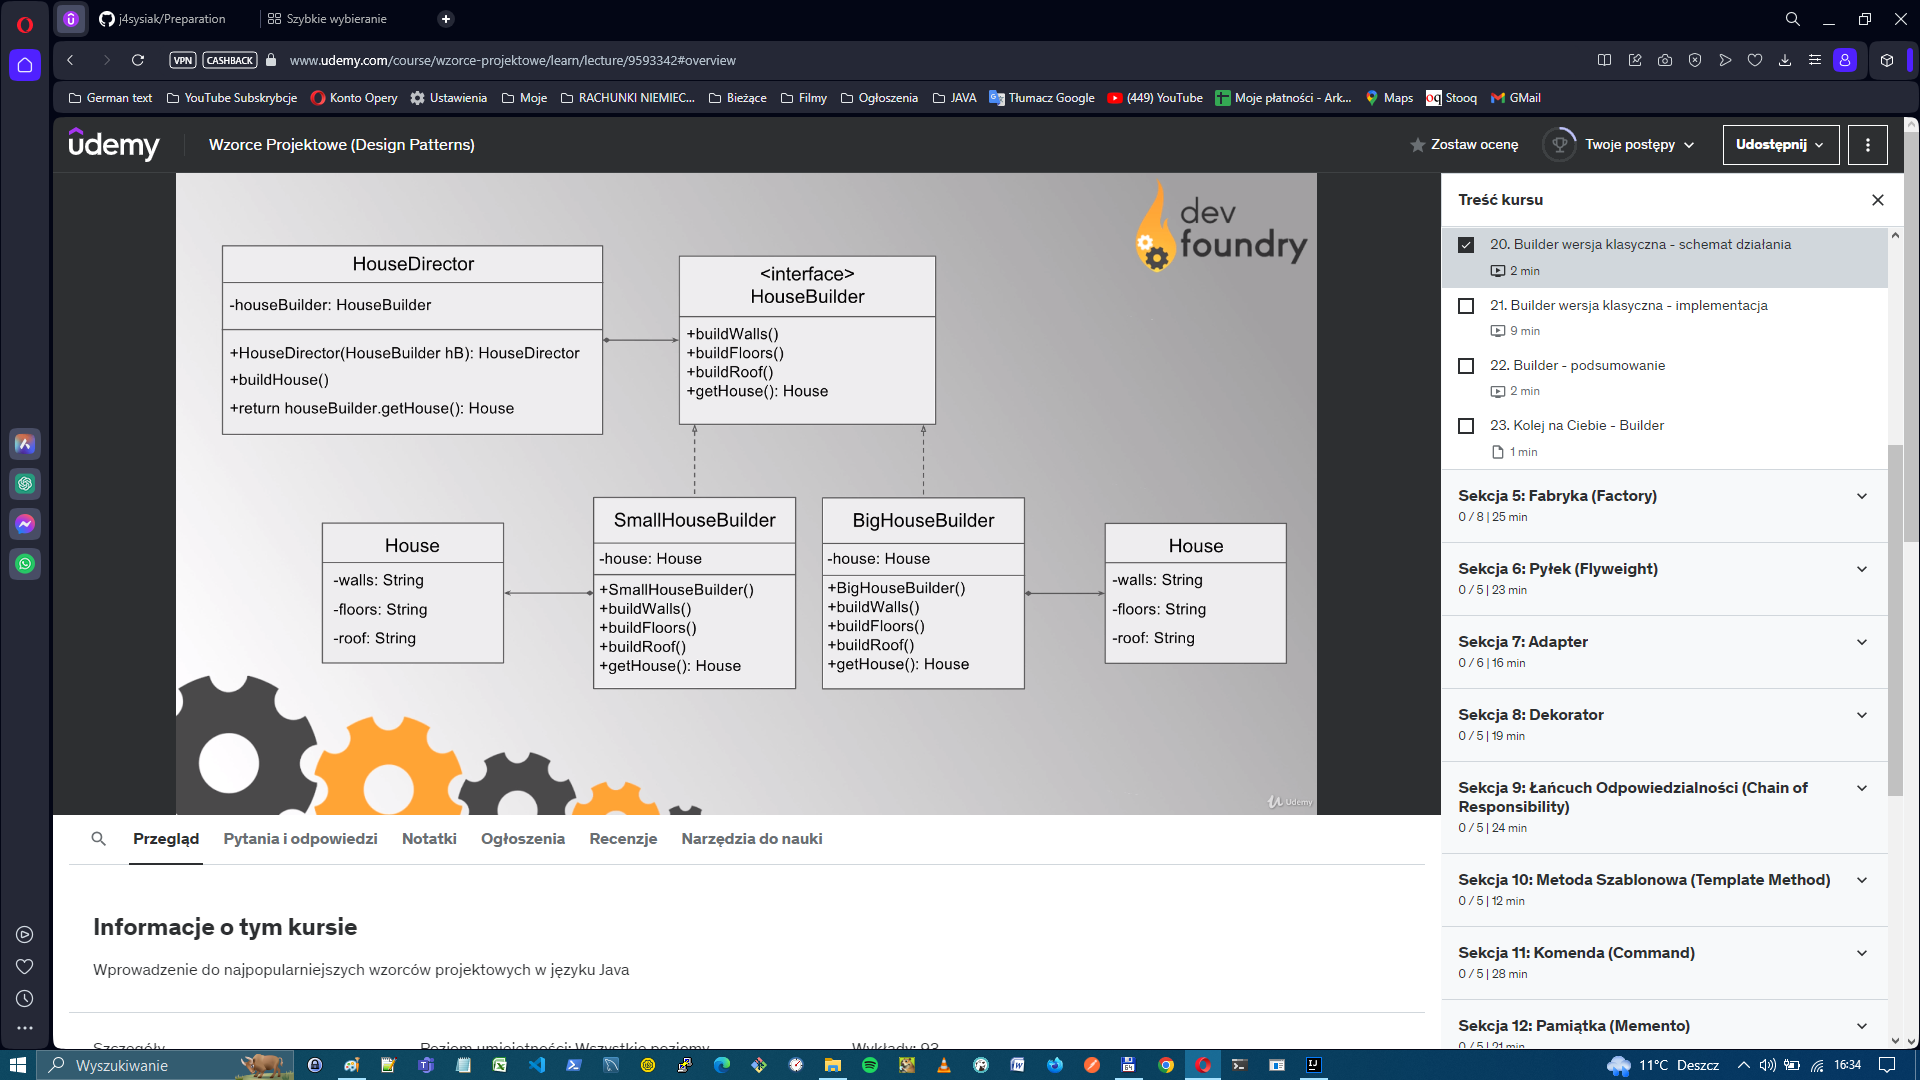 j4sysiak/Preparation
Szybkie wybieranie
VPN
CASHBACK
www.udemy.com/course/wzorce-projektowe/learn/lecture/9593342#overview
German text
YouTube Subskrybcje
Konto Opery
Ustawienia
Moje
RACHUNKI NIEMIEC...
Bieżące
Filmy
Ogłoszenia
JAVA
Tłumacz Google
(449) YouTube
Moje płatności - Ark...
Maps
Stooq
GMail
udemy
Wzorce Projektowe (Design Patterns)
Zostaw ocenę
Twoje postępy
Udostępnij
dev
foundry
HouseDirector
-houseBuilder: HouseBuilder
+HouseDirector(HouseBuilder hB): HouseDirector
+buildHouse()
+return houseBuilder.getHouse(): House
<interface>
HouseBuilder
+buildWalls()
+buildFloors()
+buildRoof()
+getHouse(): House
House
-walls: String
-floors: String
-roof: String
SmallHouseBuilder
-house: House
+SmallHouseBuilder()
+buildWalls()
+buildFloors()
+buildRoof()
+getHouse(): House
BigHouseBuilder
-house: House
+BigHouseBuilder()
+buildWalls()
+buildFloors()
+buildRoof()
+getHouse(): House
House
-walls: String
-floors: String
-roof: String
Udemy
Treść kursu
20. Builder wersja klasyczna - schemat działania
2 min
21. Builder wersja klasyczna - implementacja
9 min
22. Builder - podsumowanie
2 min
23. Kolej na Ciebie - Builder
1 min
Sekcja 5: Fabryka (Factory)
0 / 8 | 25 min
Sekcja 6: Pyłek (Flyweight)
0 / 5 | 23 min
Sekcja 7: Adapter
0 / 6 | 16 min
Sekcja 8: Dekorator
0 / 5 | 19 min
Sekcja 9: Łańcuch Odpowiedzialności (Chain of
Responsibility)
0 / 5 | 24 min
Sekcja 10: Metoda Szablonowa (Template Method)
0 / 5 | 12 min
Sekcja 11: Komenda (Command)
0 / 5 | 28 min
Sekcja 12: Pamiątka (Memento)
0 / 5 | 21 min
Przegląd
Pytania i odpowiedzi
Notatki
Ogłoszenia
Recenzje
Narzędzia do nauki
Informacje o tym kursie
Wprowadzenie do najpopularniejszych wzorców projektowych w języku Java
Szczegóły
Poziom umiejętności: Wszystkie poziomy
Wykłady: 93
Wyszukiwanie
11°C Deszcz
16:34